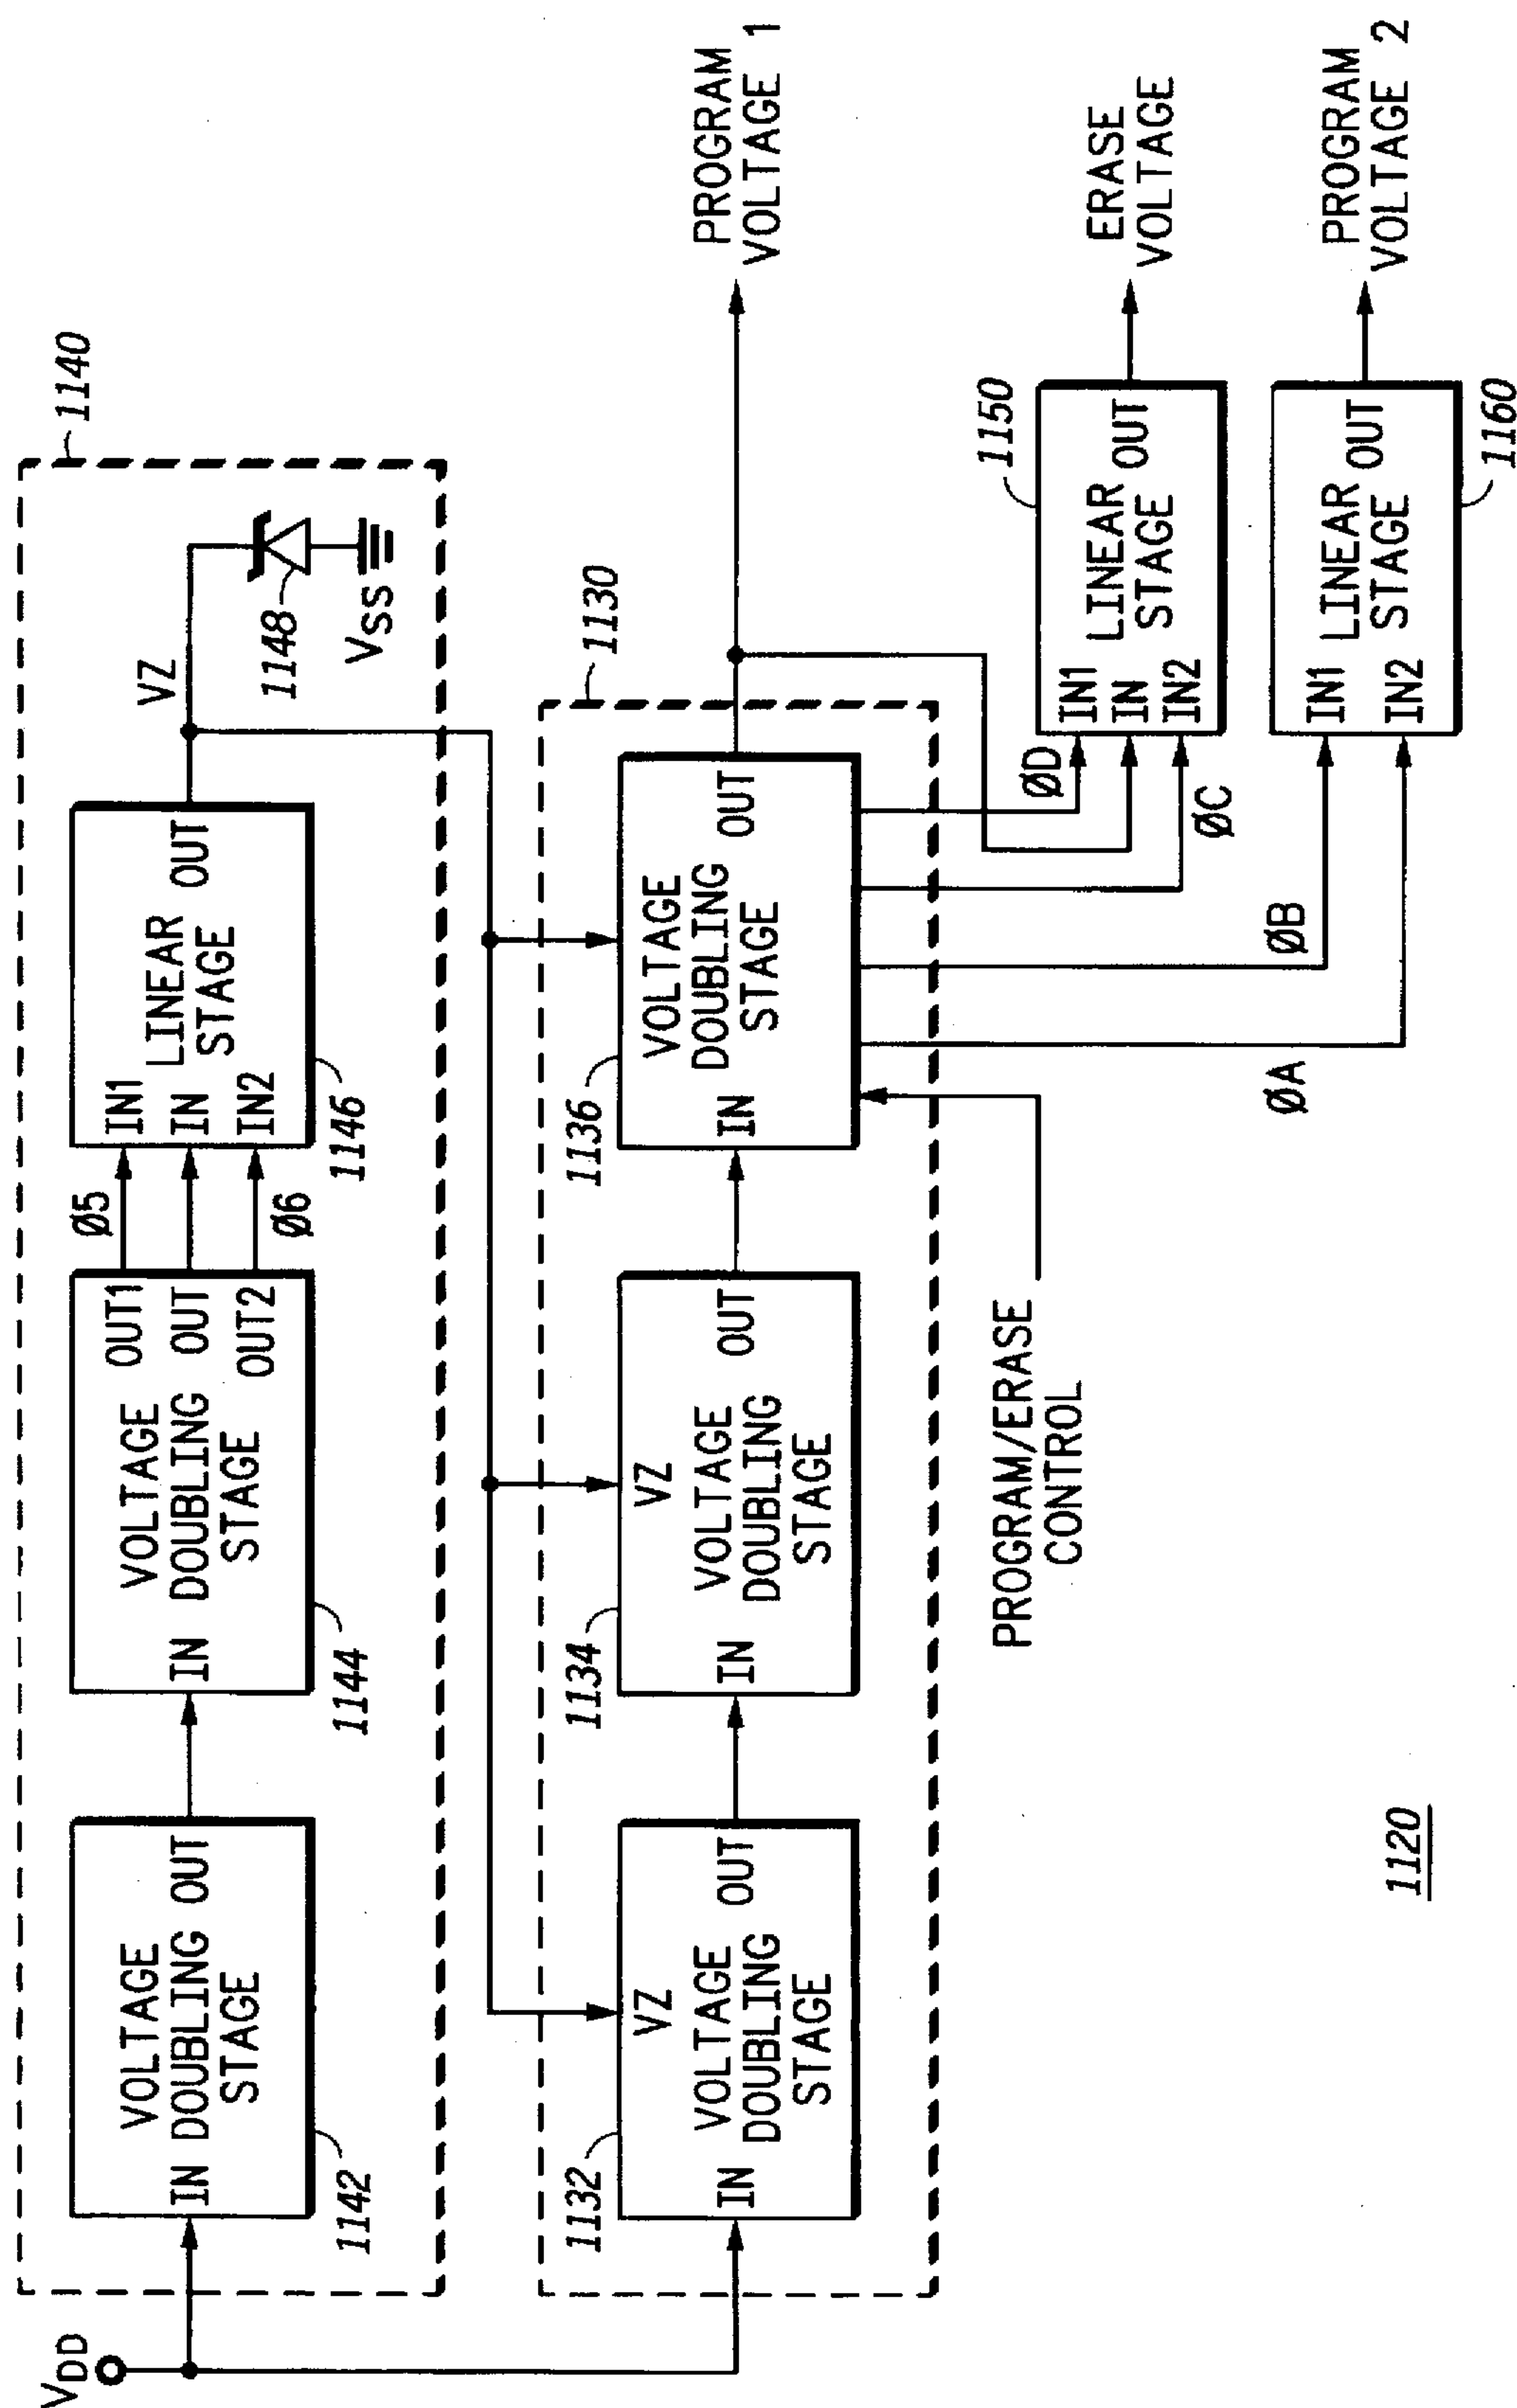 VDD
1140
VOLTAGE
IN DOUBLING OUT
STAGE
1142
VOLTAGE
IN DOUBLING
STAGE
OUT1
OUT
OUT2
1144
Ø5
Ø6
IN1
IN
IN2
LINEAR
STAGE
OUT
1146
VZ
1148
VSS
1130
VZ
VOLTAGE
IN DOUBLING OUT
STAGE
1132
VZ
VOLTAGE
IN DOUBLING OUT
STAGE
1134
VOLTAGE
DOUBLING
STAGE
IN
OUT
1136
PROGRAM
VOLTAGE 1
PROGRAM/ERASE
CONTROL
ØD
ØC
ØB
ØA
1150
IN1
IN
IN2
LINEAR
STAGE
OUT
ERASE
VOLTAGE
IN1
IN2
LINEAR
STAGE
OUT
1160
PROGRAM
VOLTAGE 2
1120